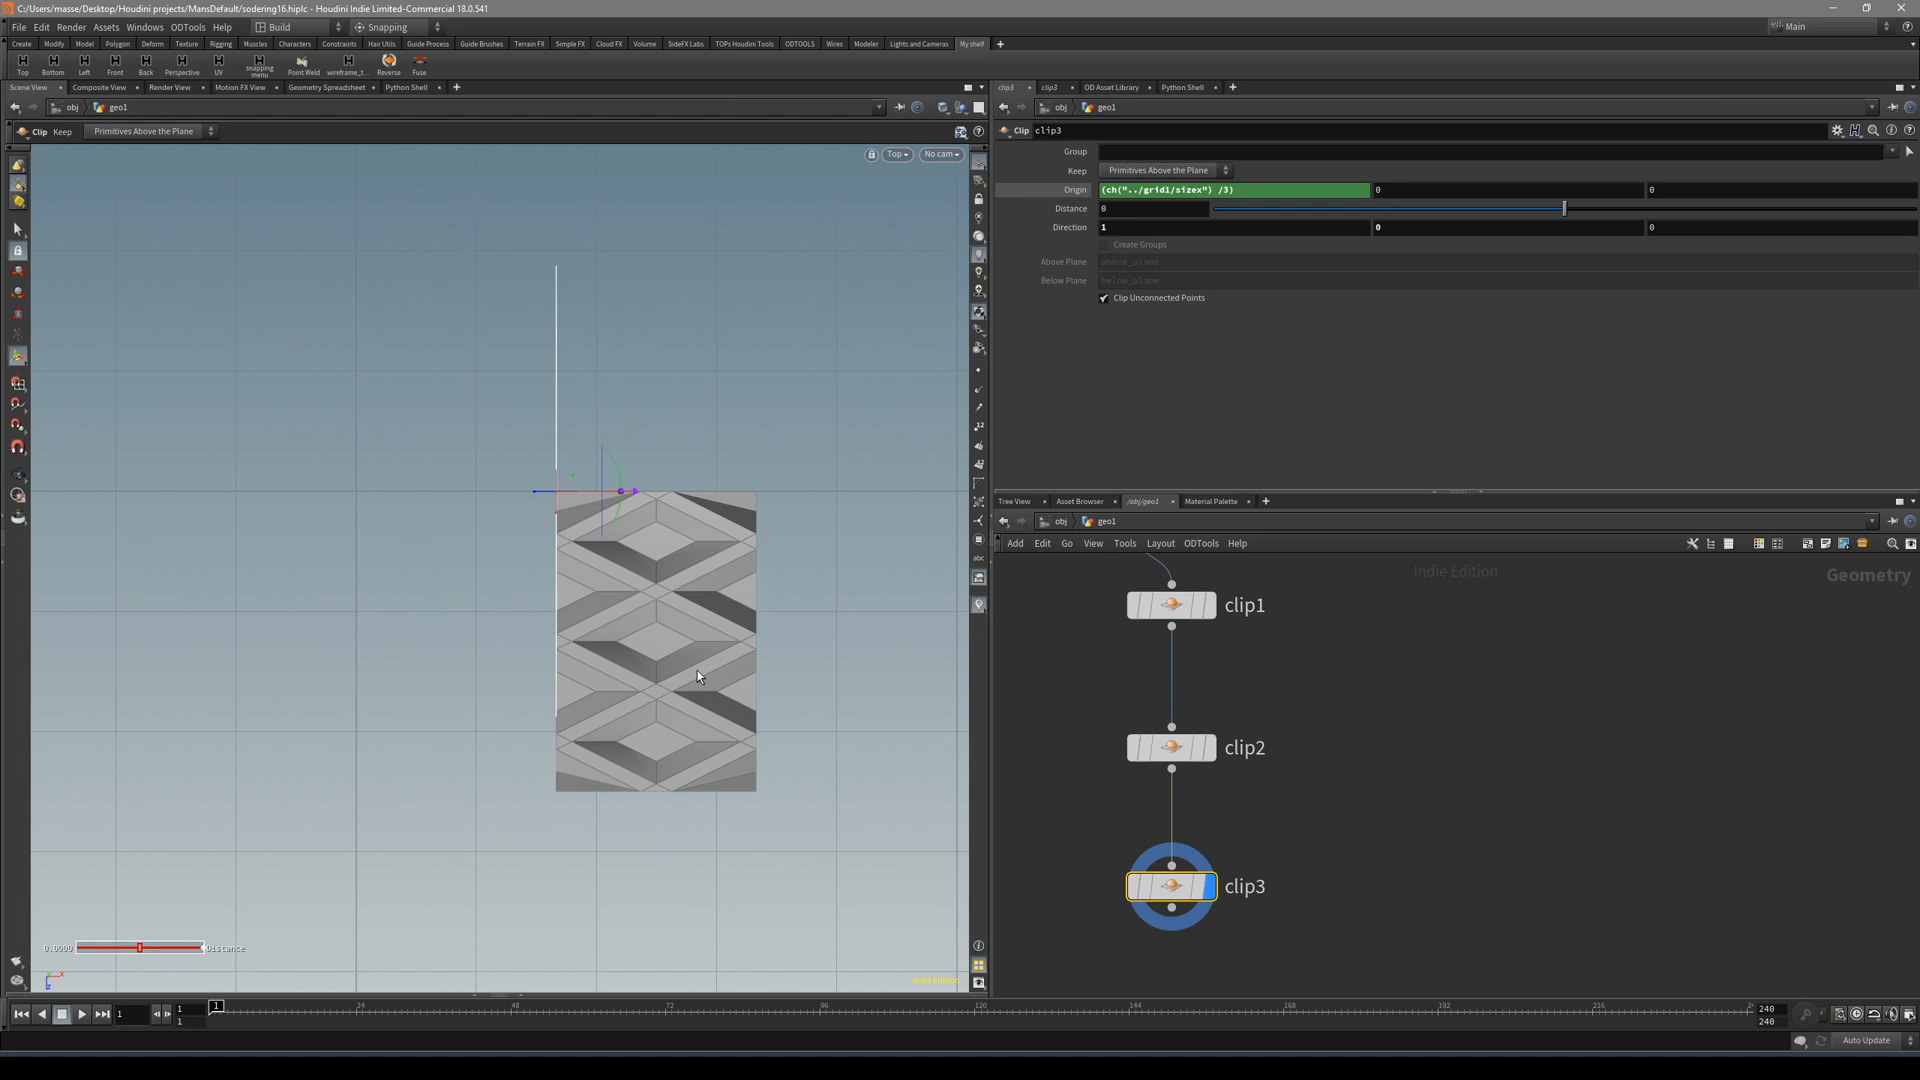 C:/Users/masse/Desktop/Houdini projects/MansDefault/sodering16.hiplc - Houdini Indie Limited-Commercial 18.0.541
File Edit Render Assets Windows ODTools Help Build Snapping Main
Create Modify Model Polygon Deform Texture Rigging Muscles Characters Constraints Hair Utils Guide Process Guide Brushes Terrain FX Simple FX Cloud FX Volume SideFX Labs TOPs Houdini Tools ODTOOLS Wires Modeler Lights and Cameras My shelf
Top Bottom Left Front Back Perspective UV snapping menu Point Weld wireframe_t... Reverse Fuse
Scene View Composite View Render View Motion FX View Geometry Spreadsheet Python Shell
obj geo1
Clip Keep Primitives Above the Plane
Top No cam
0.0000 Distance
Indie Edition
clip3 clip3 OD Asset Library Python Shell
obj geo1
Clip clip3
Group
Keep Primitives Above the Plane
Origin (ch("../grid1/sizex") /3) 0 0
Distance 0
Direction 1 0 0
Create Groups
Above Plane above_plane
Below Plane below_plane
Clip Unconnected Points
Tree View Asset Browser /obj/geo1 Material Palette
obj geo1
Add Edit Go View Tools Layout ODTools Help
Indie Edition Geometry
clip1
clip2
clip3
1 1 1 1 24 48 72 96 120 144 168 192 216 240 240
Auto Update